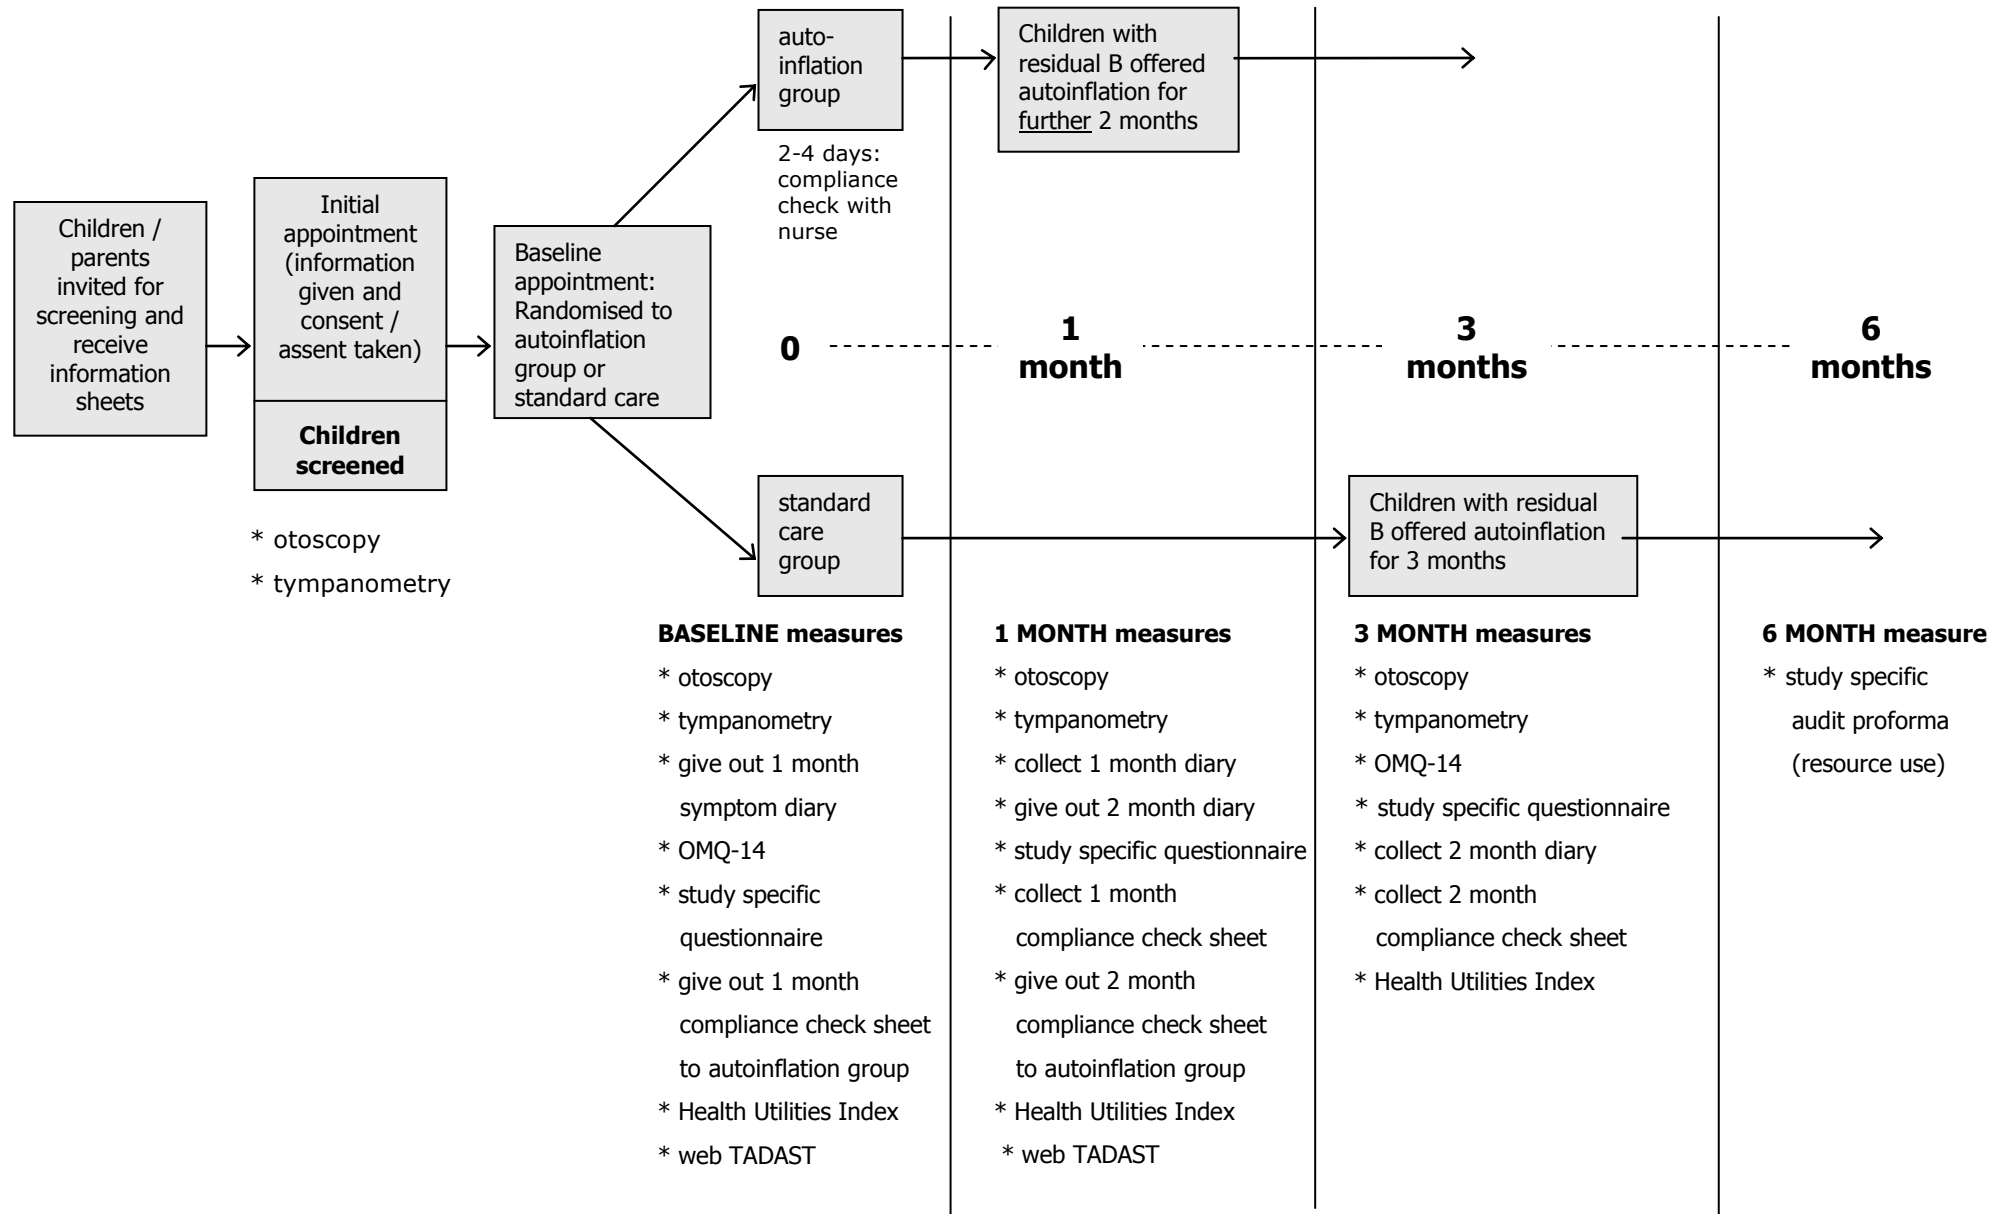 Children /
parents
invited for
screening and
receive
information
sheets
Initial
appointment
(information
given and
consent /
assent taken)
Children
screened
* otoscopy
* tympanometry
Baseline
appointment:
Randomised to
autoinflation
group or
standard care
auto-
inflation
group
2-4 days:
compliance
check with
nurse
Children with
residual B offered
autoinflation for
further 2 months
0
1
month
3
months
6
months
standard
care
group
Children with residual
B offered autoinflation
for 3 months
BASELINE measures
* otoscopy
* tympanometry
* give out 1 month
symptom diary
* OMQ-14
* study specific
questionnaire
* give out 1 month
compliance check sheet
to autoinflation group
* Health Utilities Index
* web TADAST
1 MONTH measures
* otoscopy
* tympanometry
* collect 1 month diary
* give out 2 month diary
* study specific questionnaire
* collect 1 month
compliance check sheet
* give out 2 month
compliance check sheet
to autoinflation group
* Health Utilities Index
* web TADAST
3 MONTH measures
* otoscopy
* tympanometry
* OMQ-14
* study specific questionnaire
* collect 2 month diary
* collect 2 month
compliance check sheet
* Health Utilities Index
6 MONTH measure
* study specific
audit proforma
(resource use)